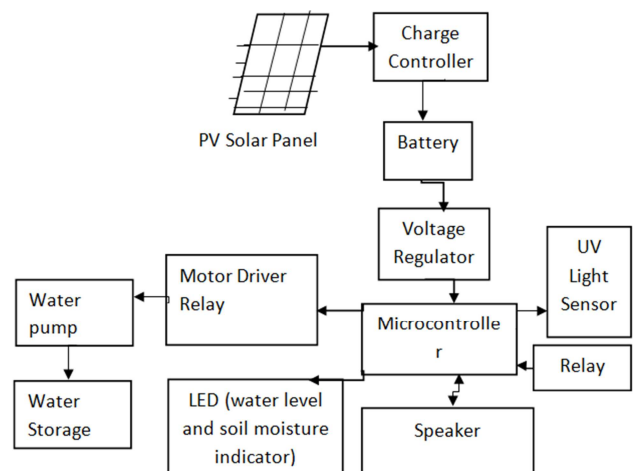 Charge
Controller
PV Solar Panel
Battery
Voltage
Regulator
UV
Light
Sensor
Motor Driver
Relay
Water
pump
Microcontrolle
r
Relay
Water
Storage
LED (water level
and soil moisture
indicator)
Speaker